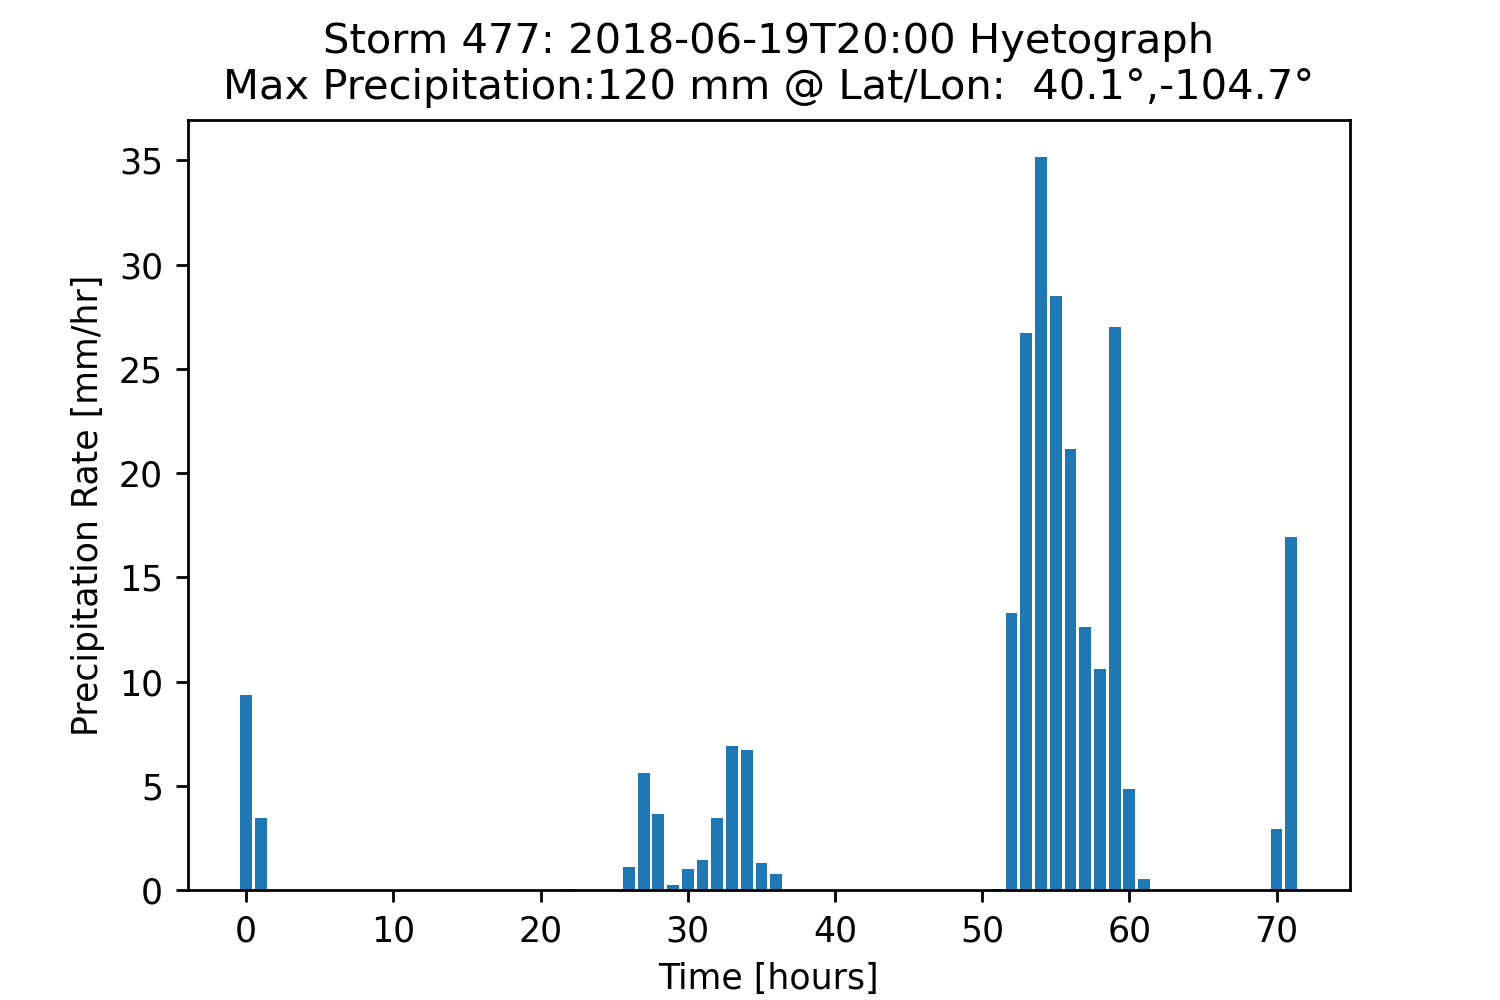 Storm 477: 2018-06-19T20:00 Hyetograph
Max Precipitation:120 mm @ Lat/Lon:  40.1°,-104.7°
Precipitation Rate [mm/hr]
35
30
25
20
15
10
5
0
0 10 20 30 40 50 60 70
Time [hours]